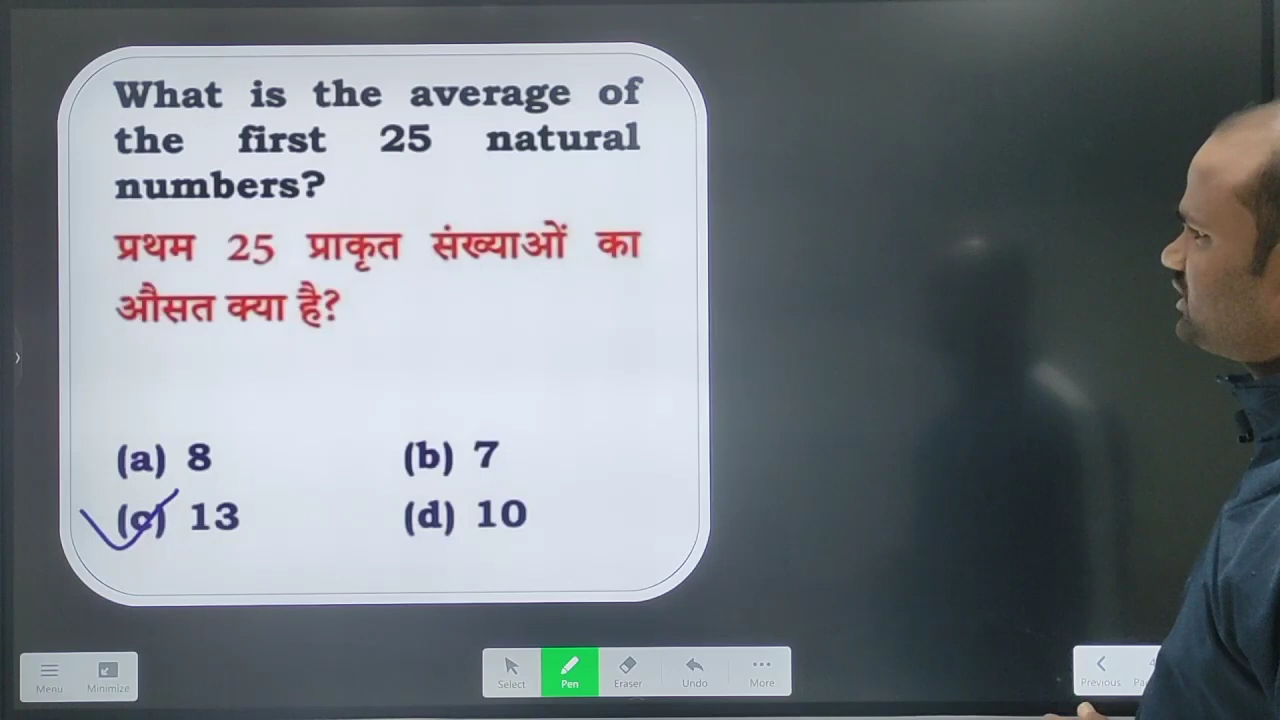 What is the average of
the first 25 natural
numbers?
प्रथम 25 प्राकृत संख्याओं का
औसत क्या है?
(a) 8 (b) 7
(c) 13 (d) 10
Menu Minimize Select Pen Eraser Undo More Previous